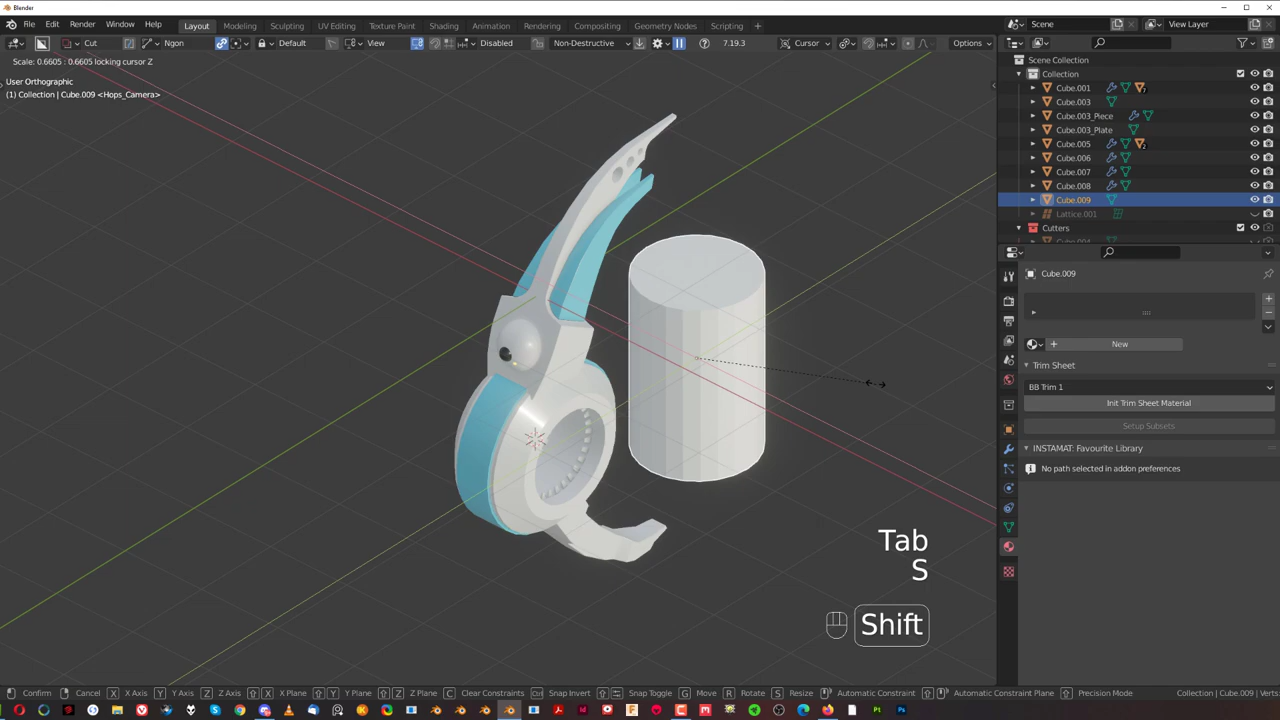 Blender
File Edit Render Window Help Layout Modeling Sculpting UV Editing Texture Paint Shading Animation Rendering Compositing Geometry Nodes Scripting + Scene View Layer
Cut Ngon Default View Disabled Non-Destructive 7.19.3 Cursor Options
Scale: 0.6605 : 0.6605 locking cursor Z
User Orthographic
(1) Collection | Cube.009 <Hops_Camera>
Scene Collection
Collection
Cube.001
Cube.003
Cube.003_Piece
Cube.003_Plate
Cube.005
Cube.006
Cube.007
Cube.008
Cube.009
Lattice.001
Cutters
Cube.009
New
Trim Sheet
BB Trim 1
Init Trim Sheet Material
Setup Subsets
INSTAMAT: Favourite Library
No path selected in addon preferences
Tab
S
Shift
Confirm Cancel X X Axis Y Y Axis Z Z Axis X X Plane Y Y Plane Z Z Plane C Clear Constraints Ctrl Snap Invert Snap Toggle G Move R Rotate S Resize Automatic Constraint Automatic Constraint Plane Precision Mode Collection | Cube.009 | Verts: